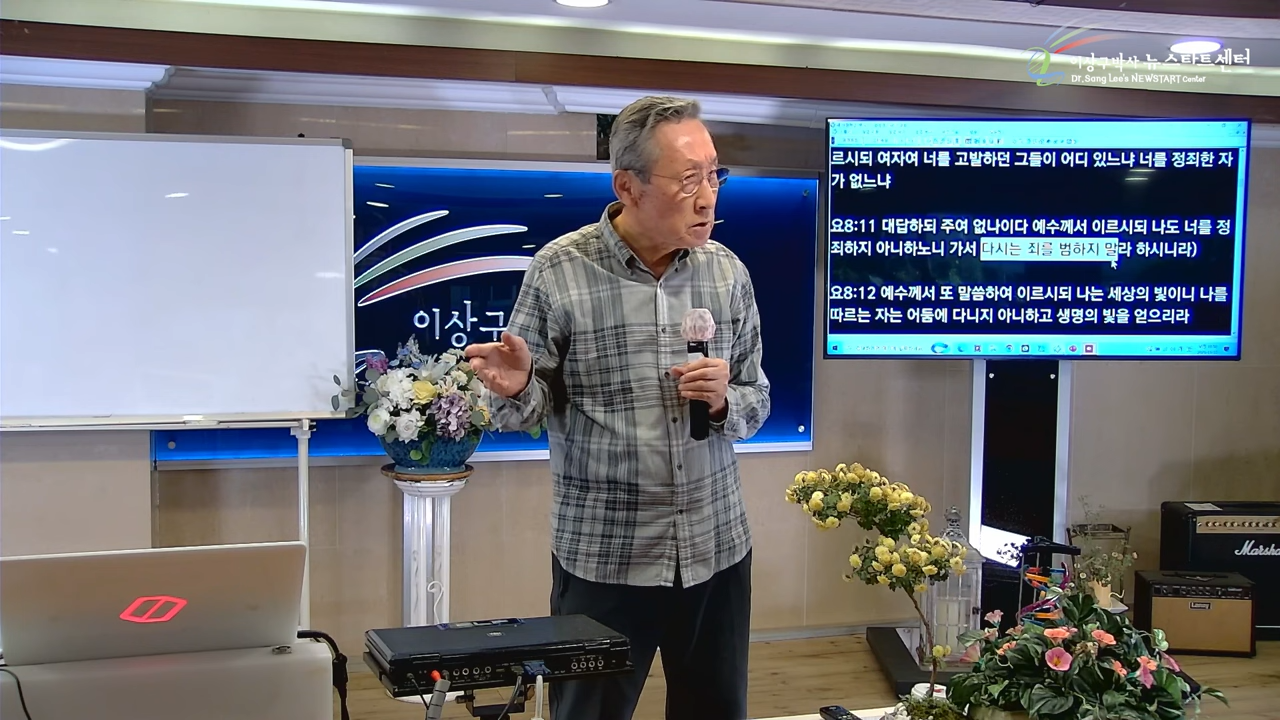 이상구박사 뉴스타트센터
Dr. Sang Lee's NEWSTART Center
르시되 여자여 너를 고발하던 그들이 어디 있느냐 너를 정죄한 자
가 없느냐
요8:11 대답하되 주여 없나이다 예수께서 이르시되 나도 너를 정
죄하지 아니하노니 가서 다시는 죄를 범하지 말라 하시니라)
요8:12 예수께서 또 말씀하여 이르시되 나는 세상의 빛이니 나를
따르는 자는 어둠에 다니지 아니하고 생명의 빛을 얻으리라
이상구
Marsha
Laney